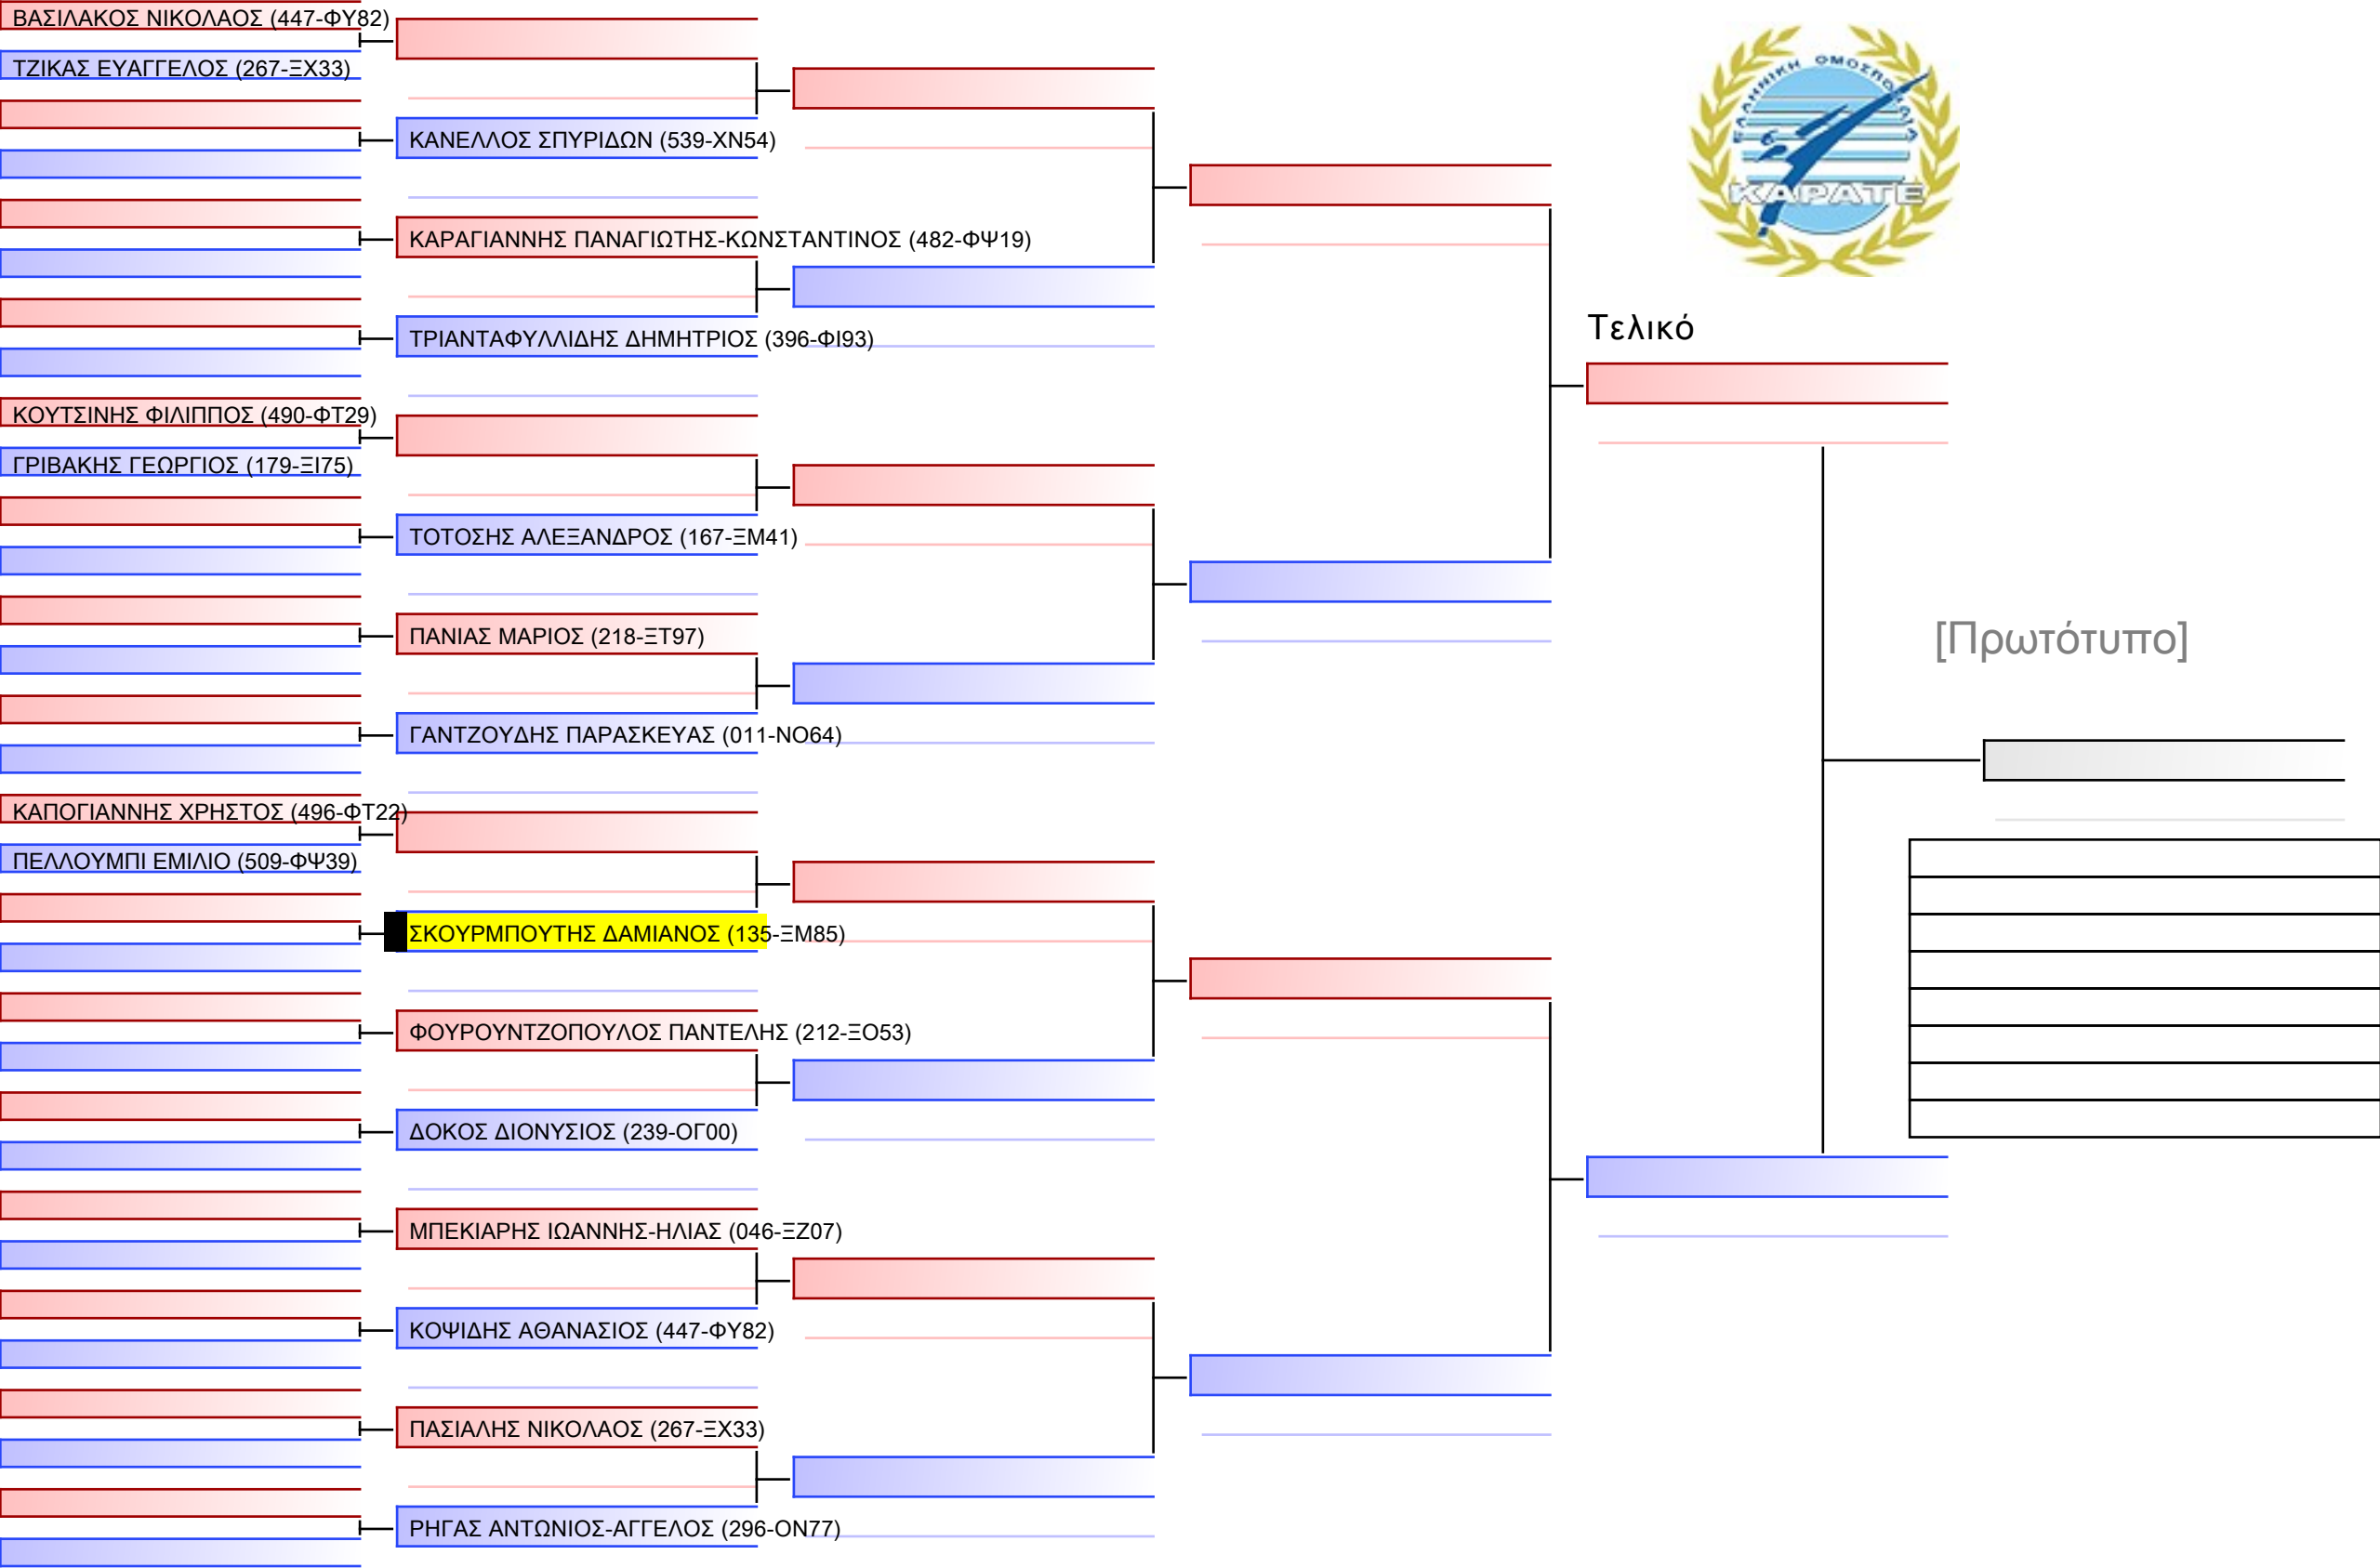 ΒΑΣΙΛΑΚΟΣ ΝΙΚΟΛΑΟΣ (447-ΦΥ82)
ΤΖΙΚΑΣ ΕΥΑΓΓΕΛΟΣ (267-ΞΧ33)
ΚΑΝΕΛΛΟΣ ΣΠΥΡΙΔΩΝ (539-ΧΝ54)
ΕΛΛΗΝΙΚΗ ΟΜΟΣΠΟΝΔΙΑ
ΚΑΡΑΤΕ
ΚΑΡΑΓΙΑΝΝΗΣ ΠΑΝΑΓΙΩΤΗΣ-ΚΩΝΣΤΑΝΤΙΝΟΣ (482-ΦΨ19)
ΤΡΙΑΝΤΑΦΥΛΛΙΔΗΣ ΔΗΜΗΤΡΙΟΣ (396-ΦΙ93)
Τελικό
ΚΟΥΤΣΙΝΗΣ ΦΙΛΙΠΠΟΣ (490-ΦΤ29)
ΓΡΙΒΑΚΗΣ ΓΕΩΡΓΙΟΣ (179-ΞΙ75)
ΤΟΤΟΣΗΣ ΑΛΕΞΑΝΔΡΟΣ (167-ΞΜ41)
ΠΑΝΙΑΣ ΜΑΡΙΟΣ (218-ΞΤ97)
[Πρωτότυπο]
ΓΑΝΤΖΟΥΔΗΣ ΠΑΡΑΣΚΕΥΑΣ (011-ΝΟ64)
ΚΑΠΟΓΙΑΝΝΗΣ ΧΡΗΣΤΟΣ (496-ΦΤ22)
ΠΕΛΛΟΥΜΠΙ ΕΜΙΛΙΟ (509-ΦΨ39)
ΣΚΟΥΡΜΠΟΥΤΗΣ ΔΑΜΙΑΝΟΣ (135-ΞΜ85)
ΦΟΥΡΟΥΝΤΖΟΠΟΥΛΟΣ ΠΑΝΤΕΛΗΣ (212-ΞΟ53)
ΔΟΚΟΣ ΔΙΟΝΥΣΙΟΣ (239-ΟΓ00)
ΜΠΕΚΙΑΡΗΣ ΙΩΑΝΝΗΣ-ΗΛΙΑΣ (046-ΞΖ07)
ΚΟΨΙΔΗΣ ΑΘΑΝΑΣΙΟΣ (447-ΦΥ82)
ΠΑΣΙΑΛΗΣ ΝΙΚΟΛΑΟΣ (267-ΞΧ33)
ΡΗΓΑΣ ΑΝΤΩΝΙΟΣ-ΑΓΓΕΛΟΣ (296-ΟΝ77)